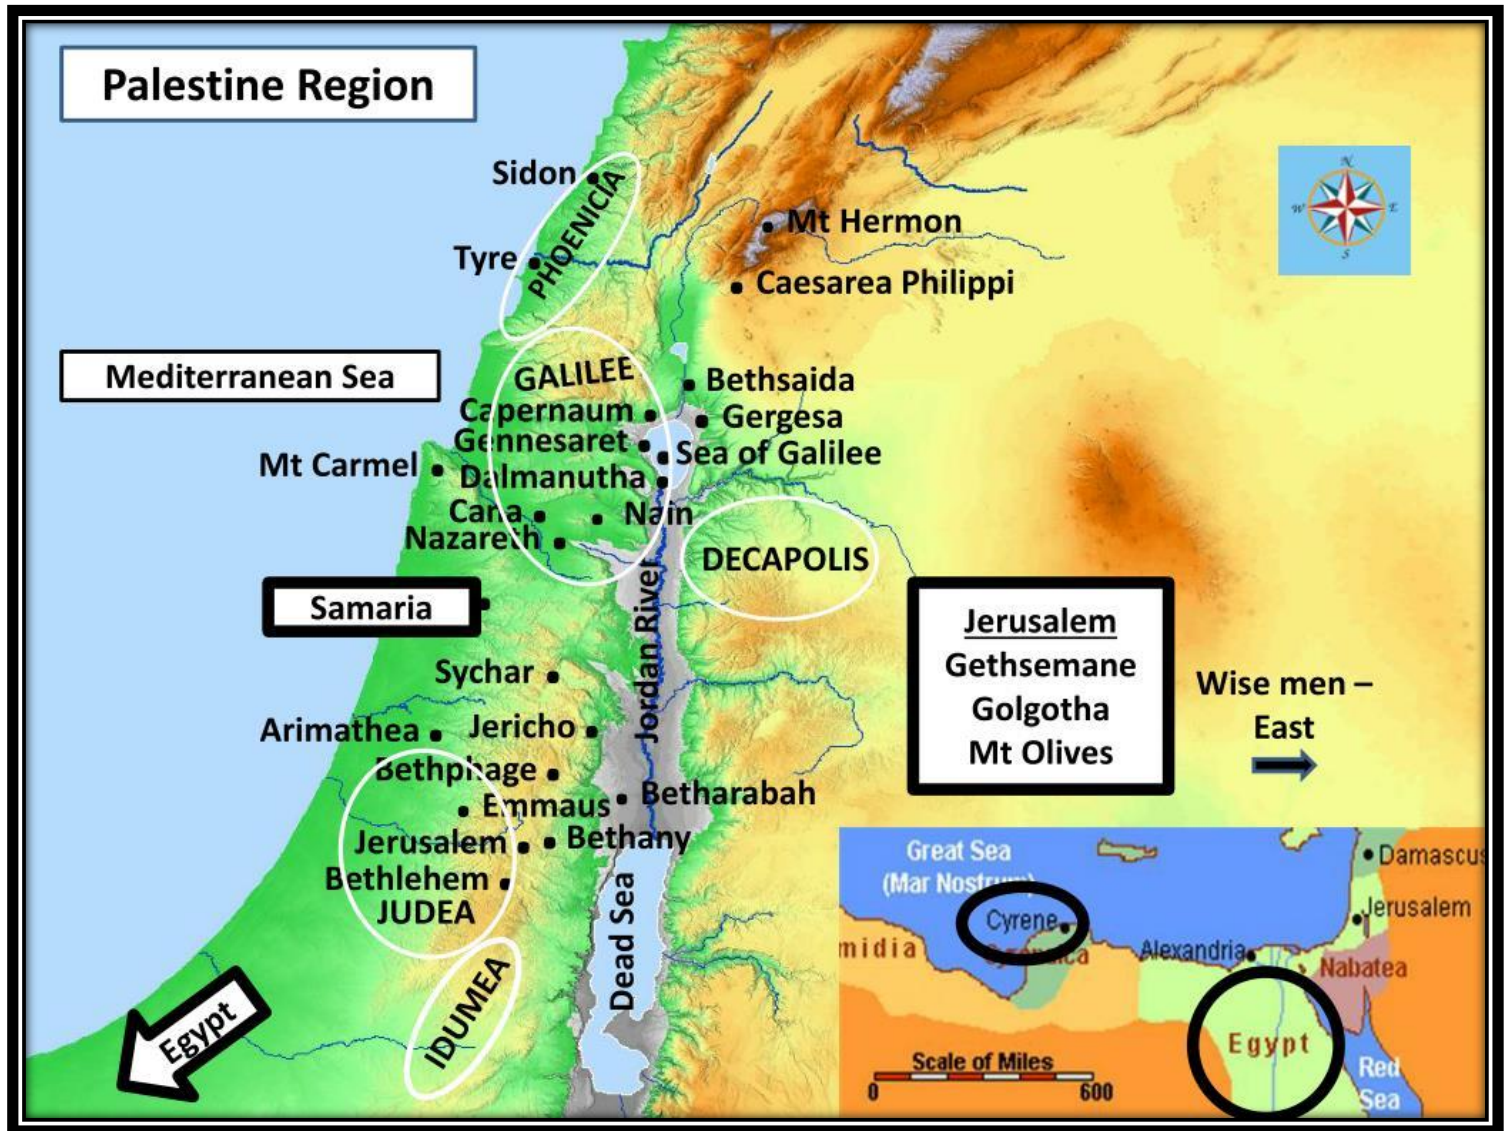 Palestine Region
Sidon
PHOENICIA
Tyre
Mt Hermon
Caesarea Philippi
N
W
E
S
Mediterranean Sea
GALILEE
Bethsaida
Capernaum
Gergesa
Gennesaret
Sea of Galilee
Mt Carmel
Dalmanutha
Cana
Nain
Nazareth
DECAPOLIS
Samaria
Jordan River
Jerusalem
Gethsemane
Golgotha
Mt Olives
Wise men –
East
Sychar
Arimathea
Jericho
Bethphage
Betharabah
Emmaus
Jerusalem
Bethany
Bethlehem
JUDEA
Dead Sea
IDUMEA
Egypt
Great Sea
(Mar Nostrum)
Damascus
Cyrene
Jerusalem
midia
Alexandria
Nabatea
Egypt
Scale of Miles
0
600
Red
Sea